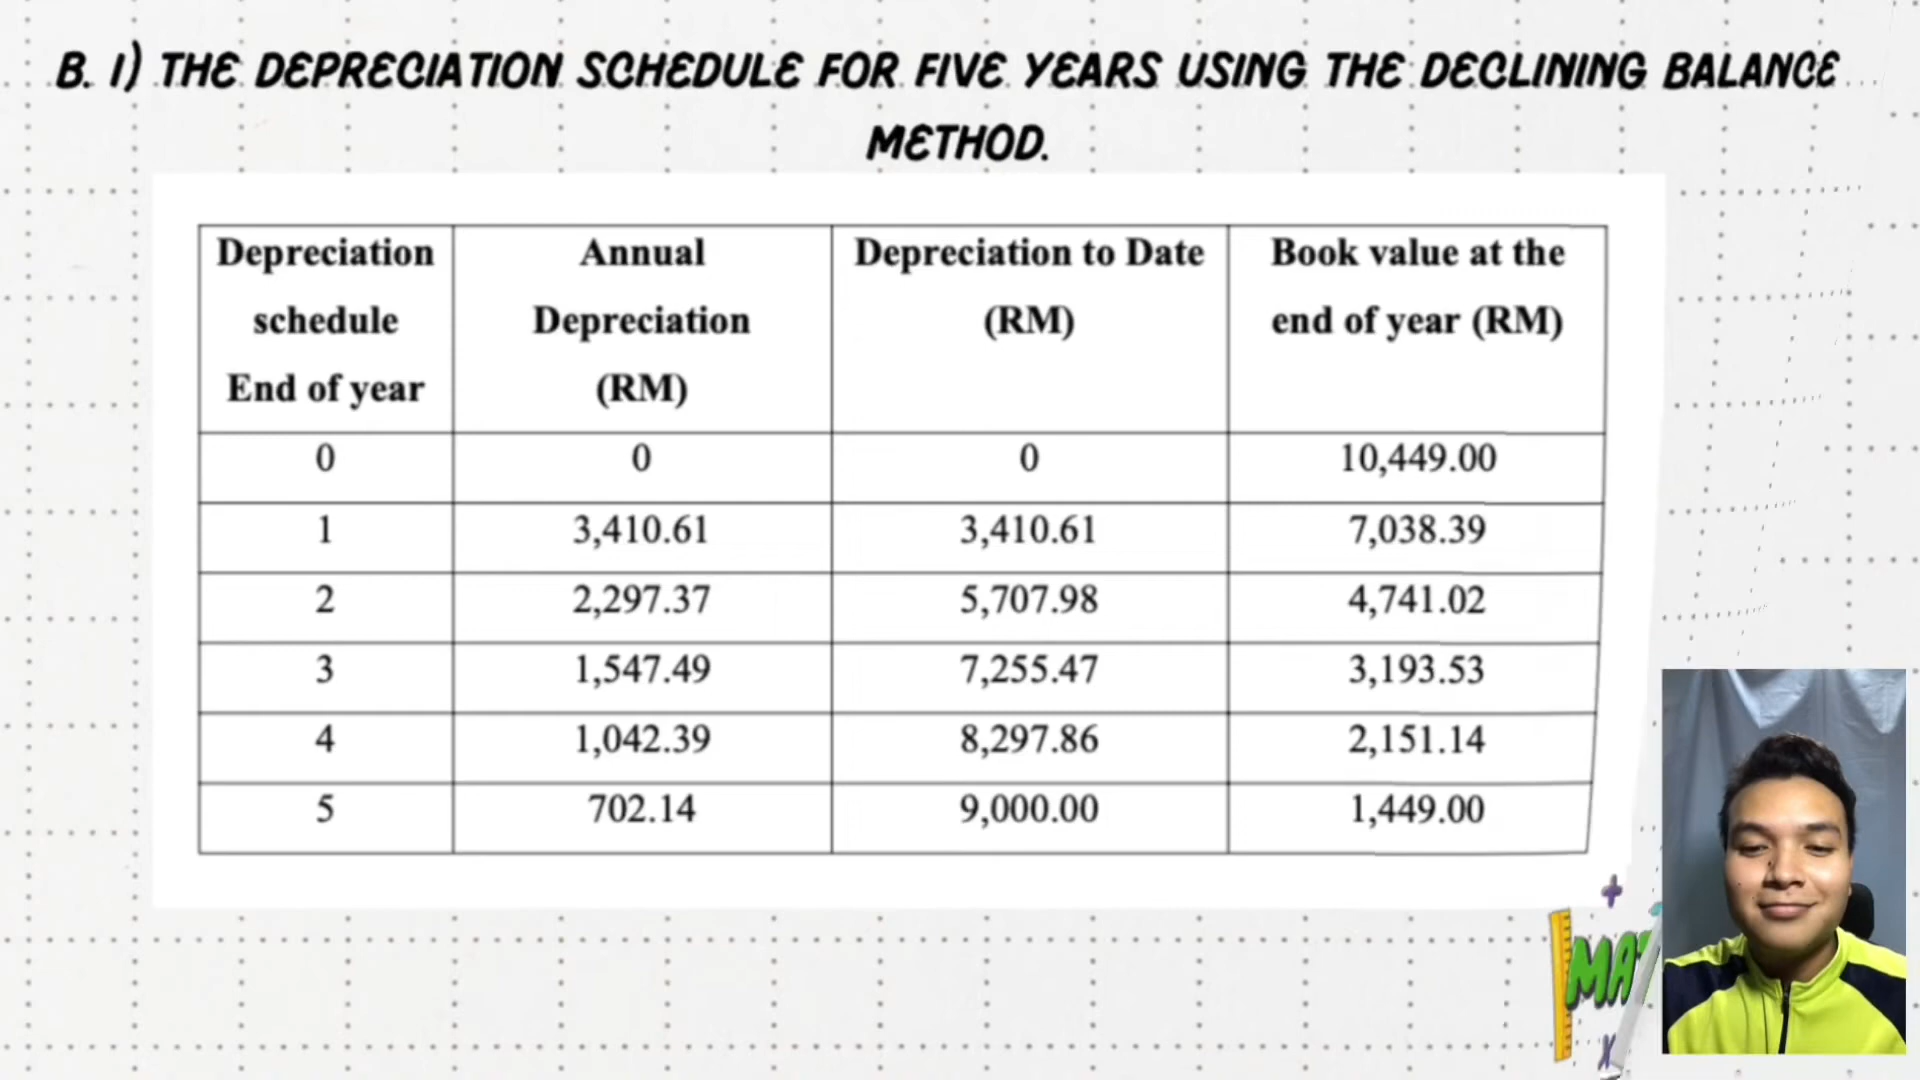 B. 1) THE DEPRECIATION SCHEDULE FOR FIVE YEARS USING THE DECLINING BALANCE
METHOD.
Depreciation schedule End of year | Annual Depreciation (RM) | Depreciation to Date (RM) | Book value at the end of year (RM)
0 | 0 | 0 | 10,449.00
1 | 3,410.61 | 3,410.61 | 7,038.39
2 | 2,297.37 | 5,707.98 | 4,741.02
3 | 1,547.49 | 7,255.47 | 3,193.53
4 | 1,042.39 | 8,297.86 | 2,151.14
5 | 702.14 | 9,000.00 | 1,449.00